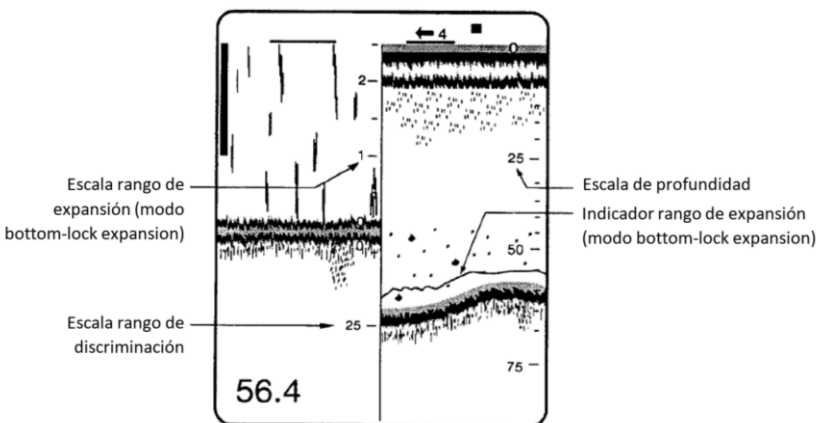 4
0
2
1
25
Escala rango de
expansión (modo
bottom-lock expansion)
Escala de profundidad
Indicador rango de expansión
(modo bottom-lock expansion)
0
0
50
Escala rango de
discriminación
25
75
56.4